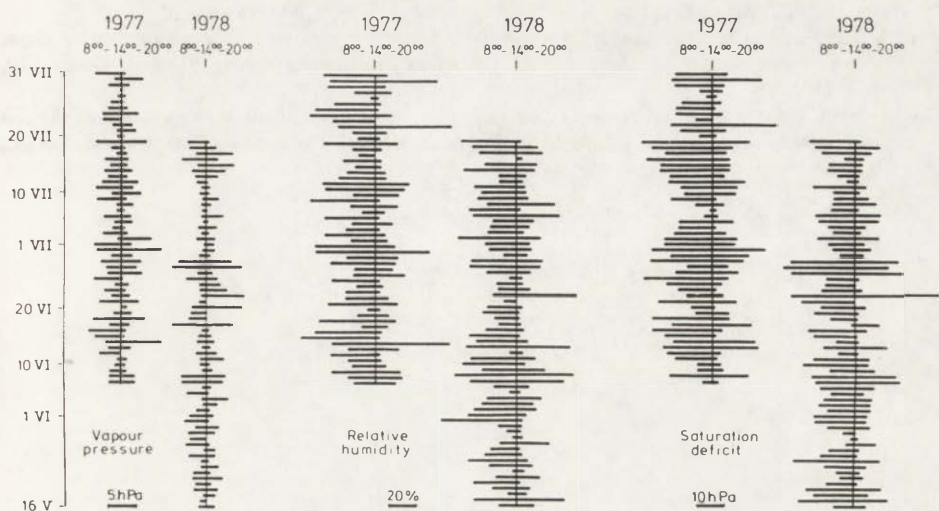 1977
1978
1977
1978
1977
1978
8⁰⁰-14⁰⁰-20⁰⁰
8⁰⁰-14⁰⁰-20⁰⁰
8⁰⁰-14⁰⁰-20⁰⁰
8⁰⁰-14⁰⁰-20⁰⁰
8⁰⁰-14⁰⁰-20⁰⁰
8⁰⁰-14⁰⁰-20⁰⁰
31 VII
20 VII
10 VII
1 VII
20 VI
10 VI
1 VI
16 V
Vapour
pressure
5hPa
Relative
humidity
20%
Saturation
deficit
10hPa